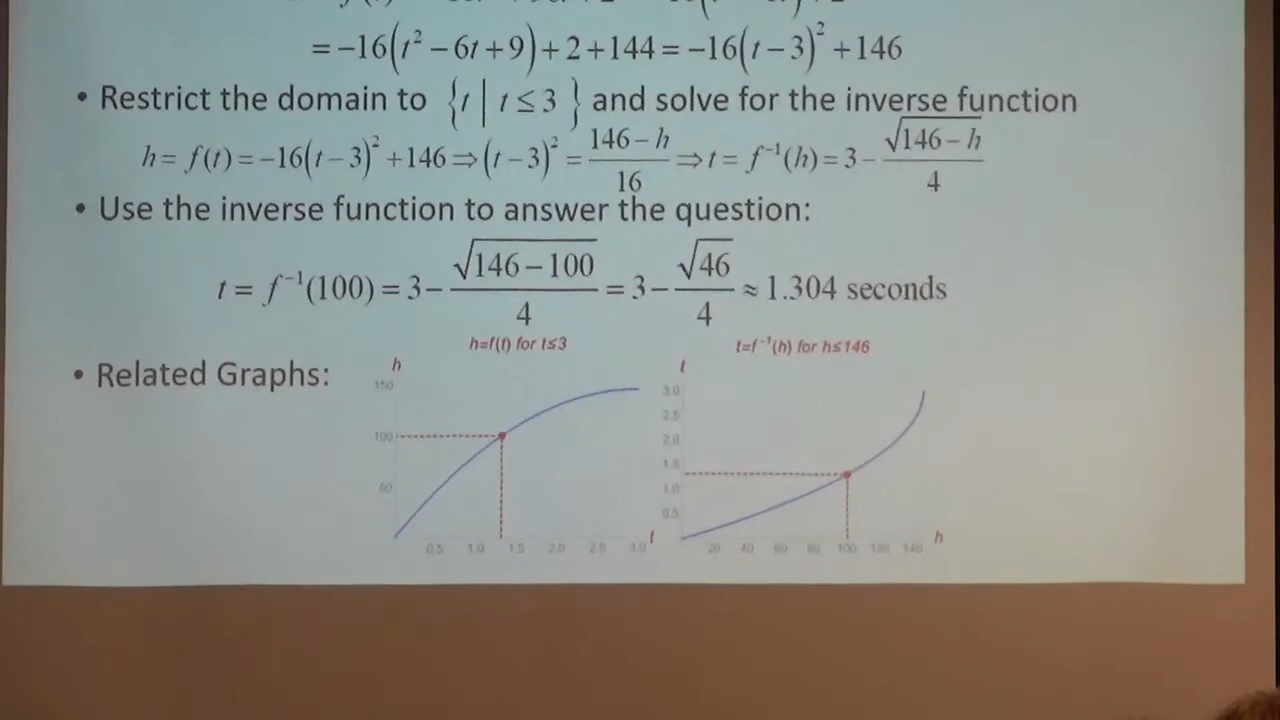 = −16(t² − 6t + 9) + 2 + 144 = −16(t − 3)² + 146
• Restrict the domain to {t | t ≤ 3} and solve for the inverse function
h = f(t) = −16(t − 3)² + 146 ⇒ (t − 3)² = (146 − h)/16 ⇒ t = f⁻¹(h) = 3 − √(146 − h)/4
• Use the inverse function to answer the question:
t = f⁻¹(100) = 3 − √(146 − 100)/4 = 3 − √46/4 ≈ 1.304 seconds
• Related Graphs:
h=f(t) for t≤3
h
150
100
50
0.5 1.0 1.5 2.0 2.5 3.0 t
t=f⁻¹(h) for h≤146
t
3.0
2.5
2.0
1.5
1.0
0.5
20 40 60 80 100 120 146 h